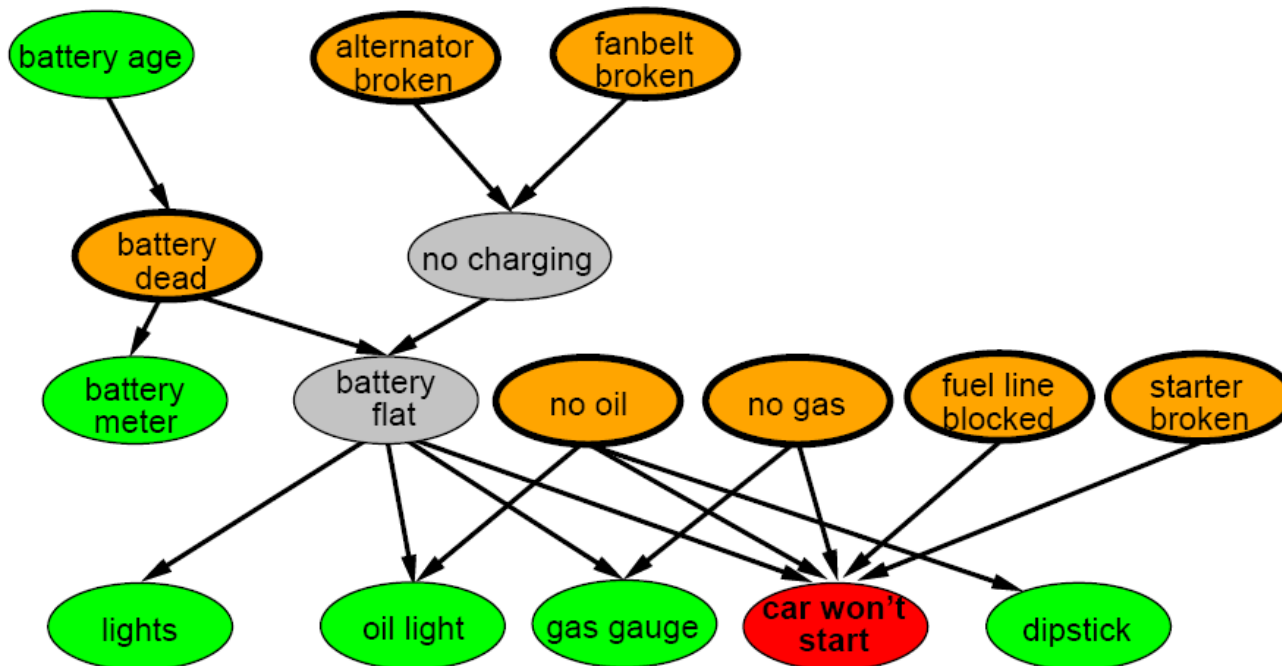 battery age
alternator
broken
fanbelt
broken
battery
dead
no charging
battery
meter
battery
flat
no oil
no gas
fuel line
blocked
starter
broken
lights
oil light
gas gauge
car won't
start
dipstick